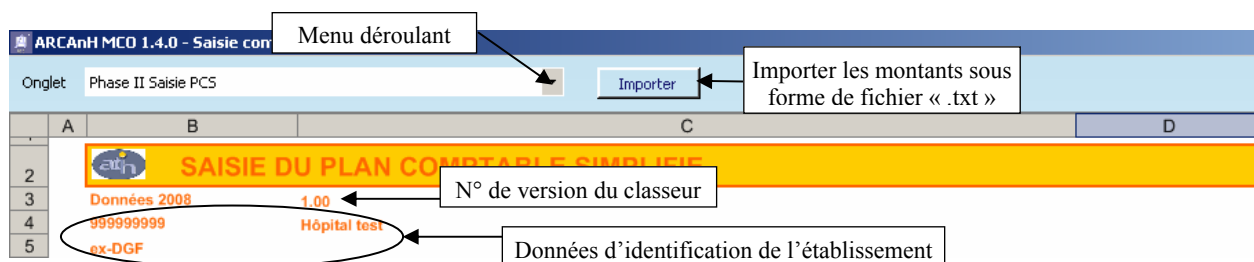 ARCAnH MCO 1.4.0 - Saisie con
Menu déroulant
Onglet Phase II Saisie PCS
Importer
Importer les montants sous
forme de fichier « .txt »
A B C D
2 atih SAISIE DU PLAN COMPTABLE SIMPLIFIE
3 Données 2008 1.00
N° de version du classeur
4 999999999 Hôpital test
5 ex-DGF
Données d’identification de l’établissement